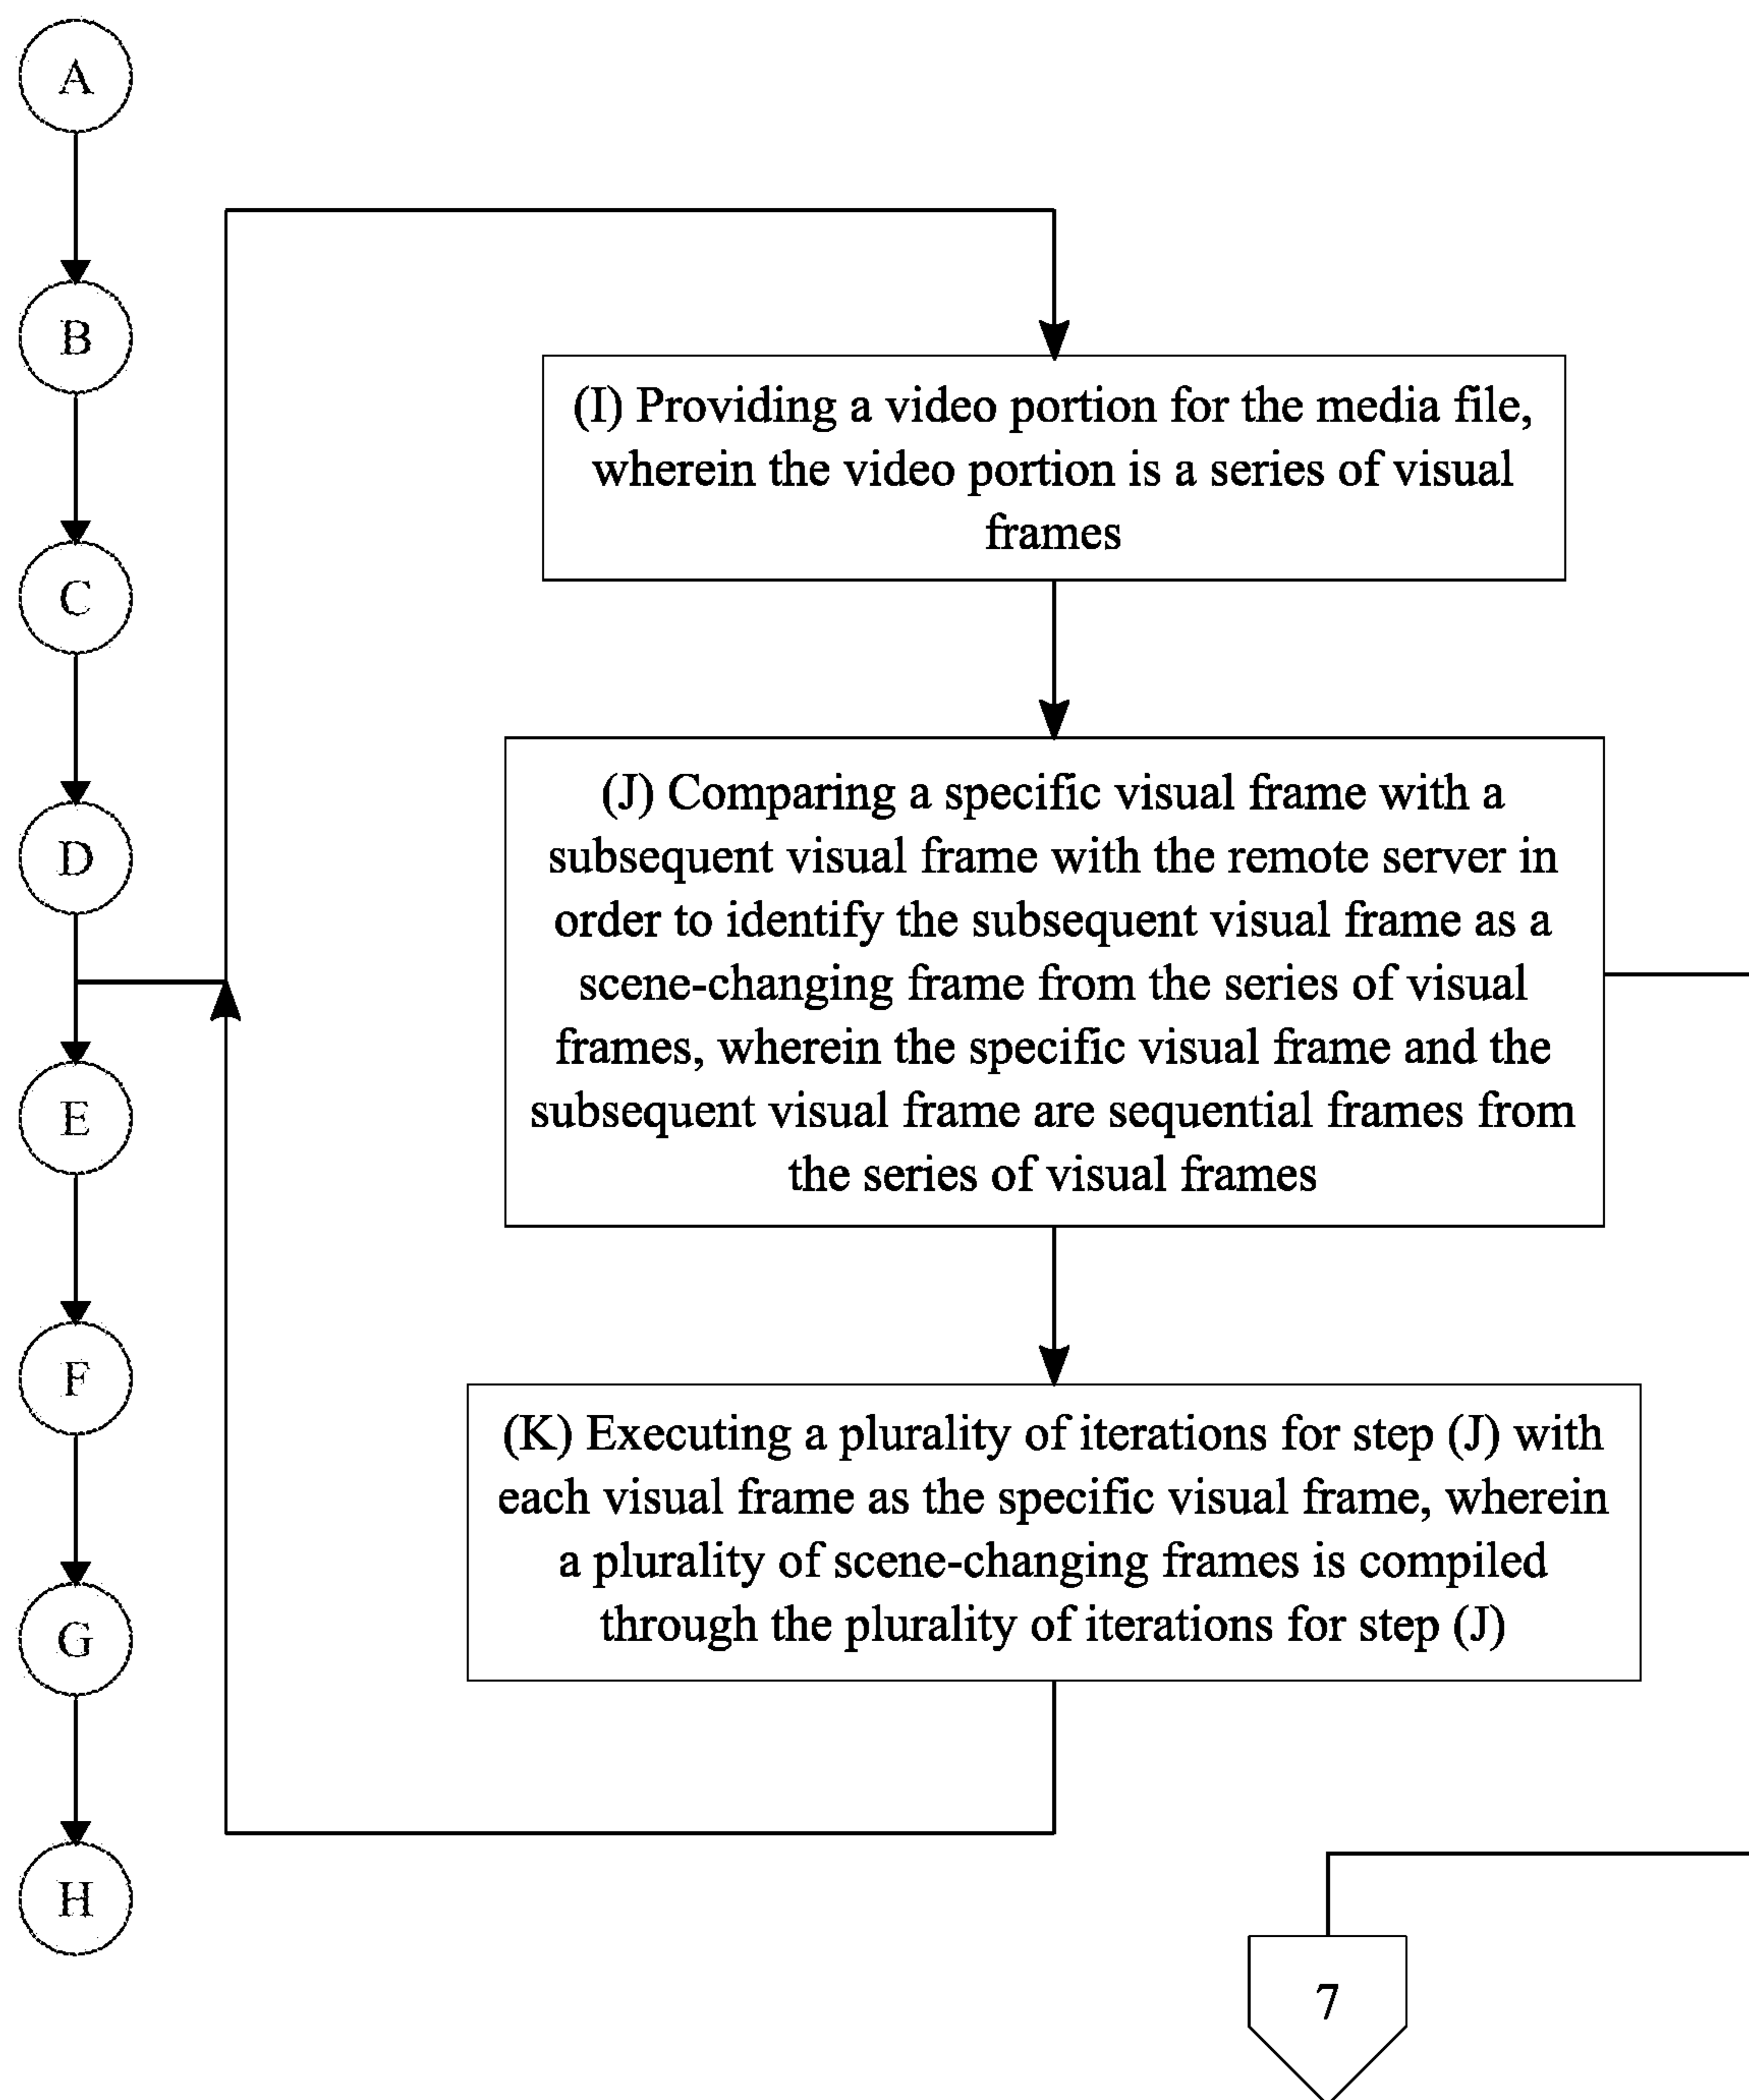 A
B
C
D
E
F
G
H
(I) Providing a video portion for the media file,
wherein the video portion is a series of visual
frames
(J) Comparing a specific visual frame with a
subsequent visual frame with the remote server in
order to identify the subsequent visual frame as a
scene-changing frame from the series of visual
frames, wherein the specific visual frame and the
subsequent visual frame are sequential frames from
the series of visual frames
(K) Executing a plurality of iterations for step (J) with
each visual frame as the specific visual frame, wherein
a plurality of scene-changing frames is compiled
through the plurality of iterations for step (J)
7